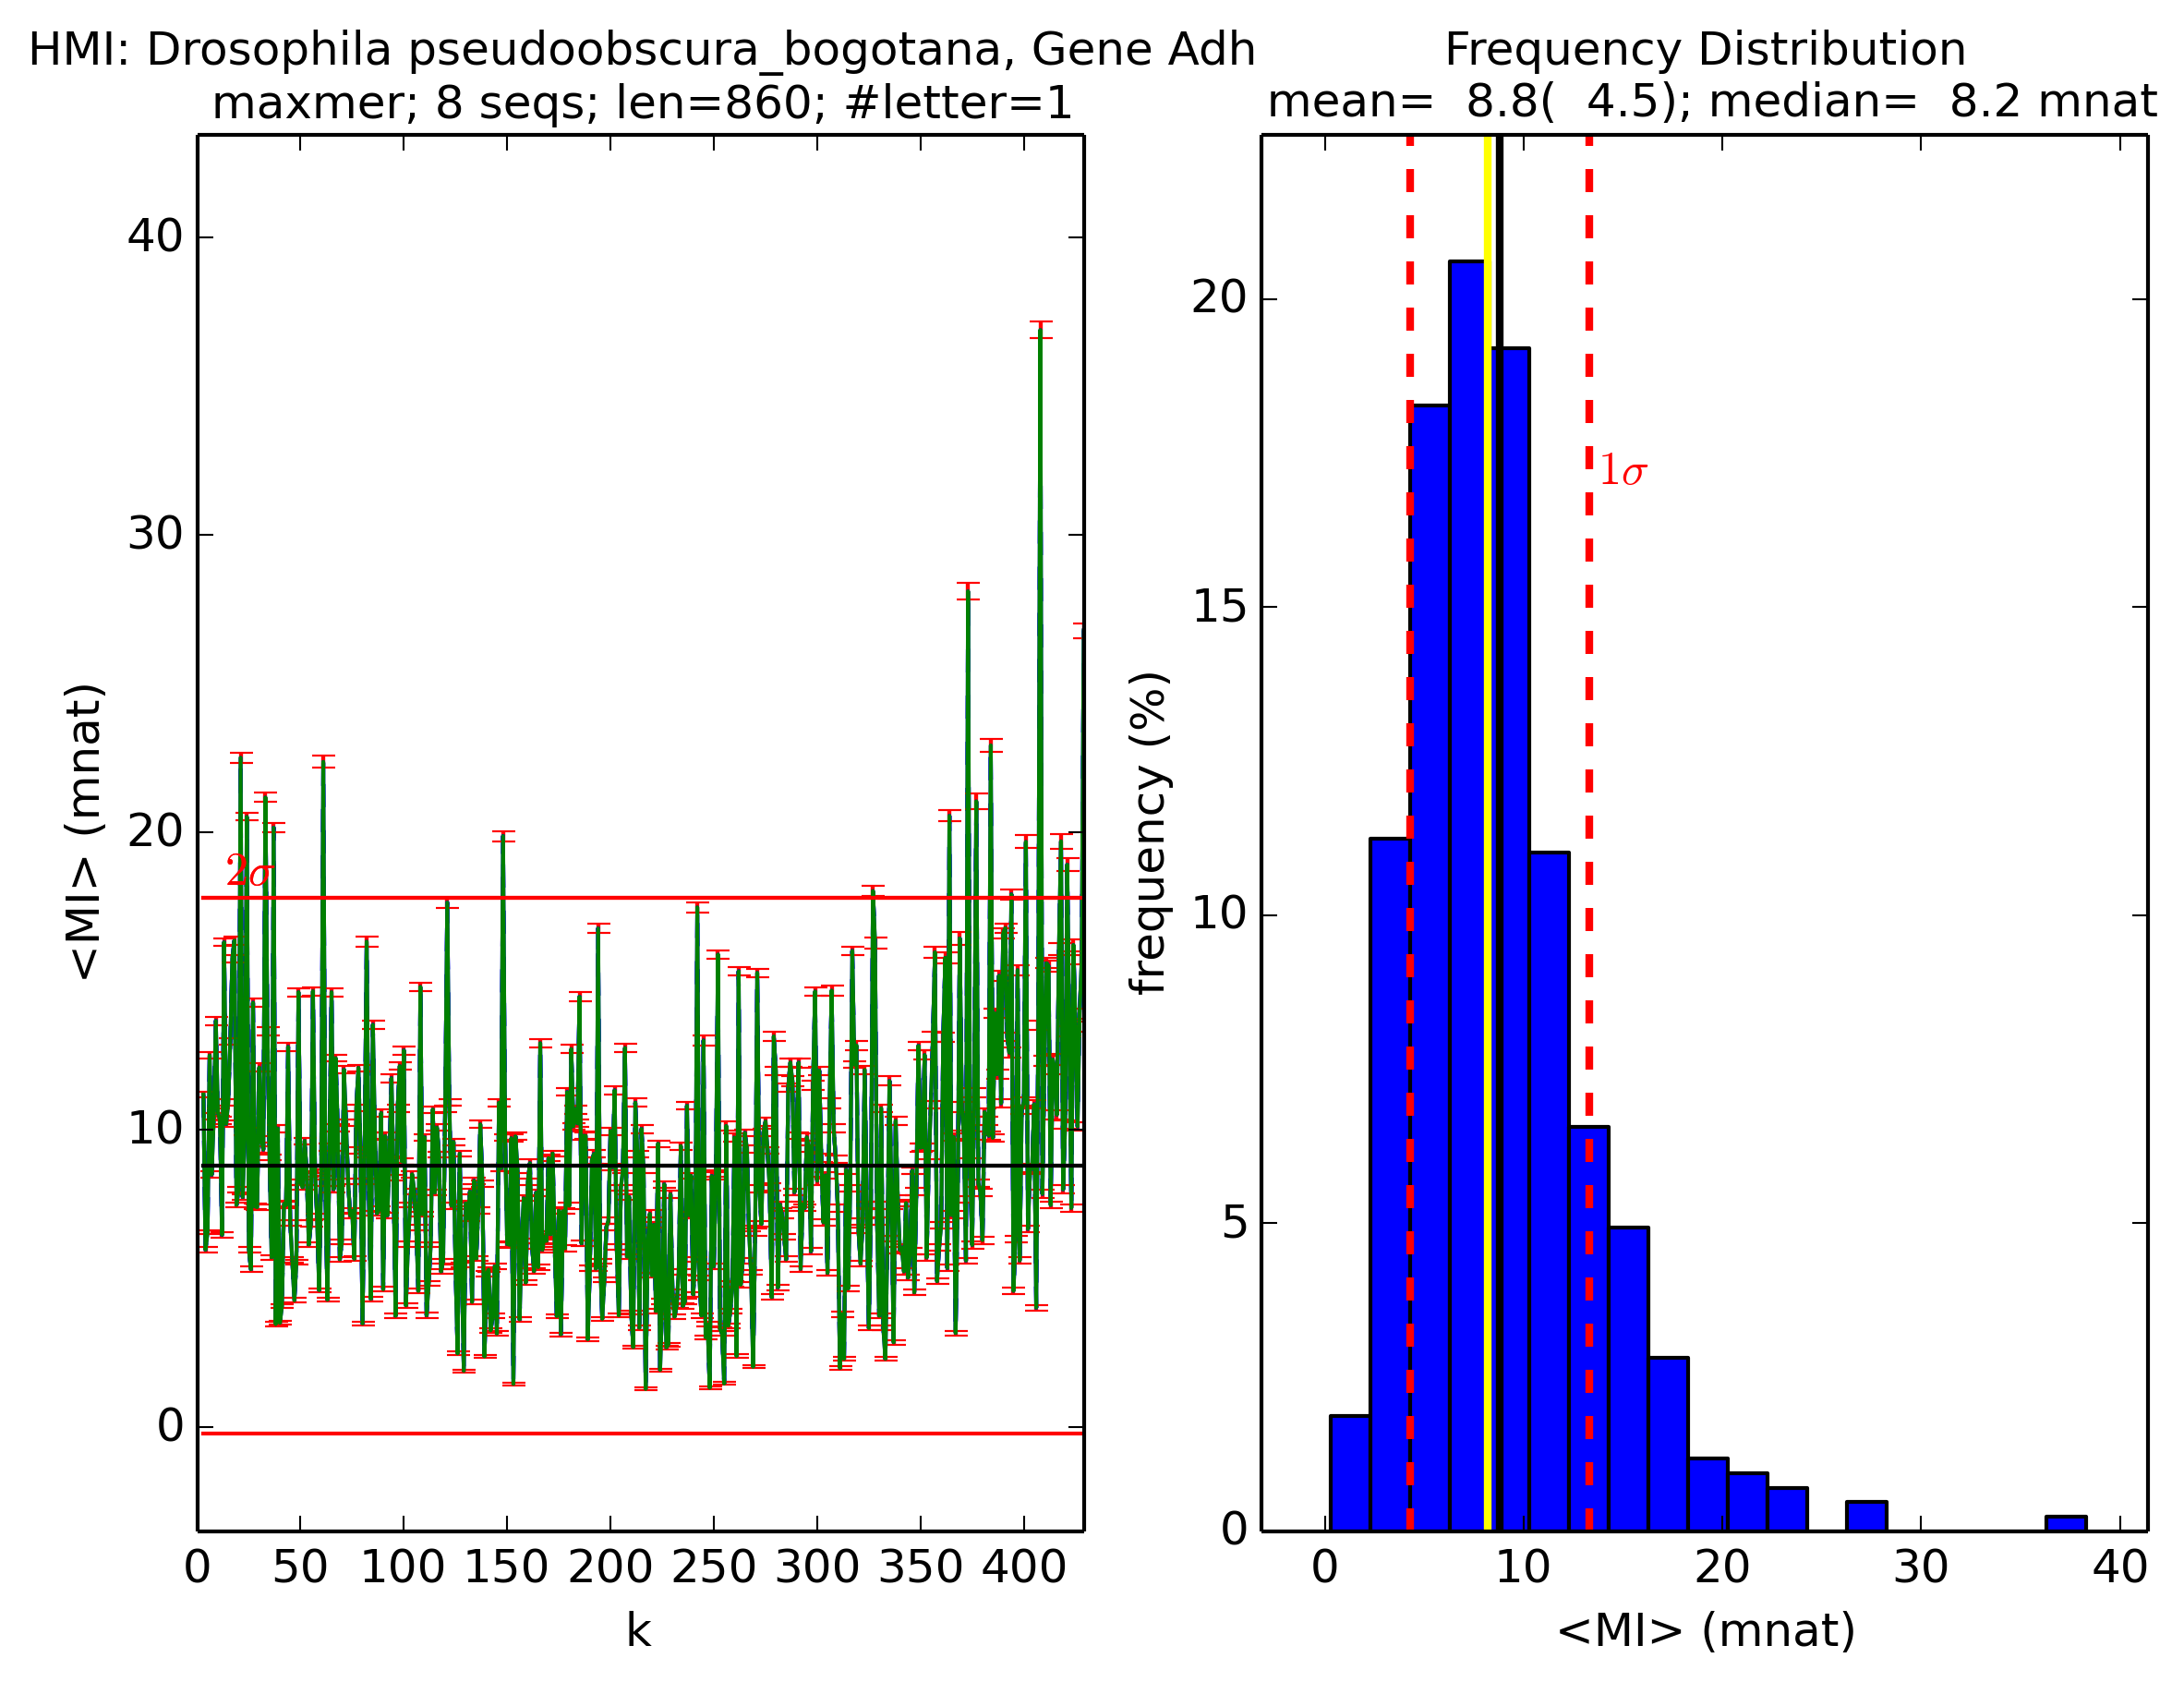 HMI: Drosophila pseudoobscura_bogotana, Gene Adh
maxmer; 8 seqs; len=860; #letter=1
Frequency Distribution
mean=  8.8(  4.5); median=  8.2 mnat
40
30
20
10
0
<MI> (mnat)
2σ
0 50 100 150 200 250 300 350 400
k
20
15
10
5
0
frequency (%)
1σ
0 10 20 30 40
<MI> (mnat)